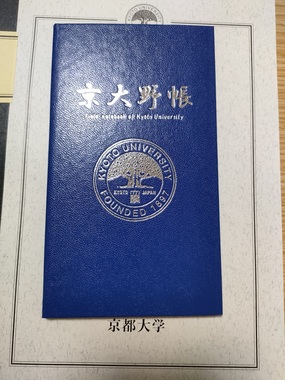 京大野帳
Field notebook of Kyoto University
KYOTO UNIVERSITY
KYOTO JAPAN
FOUNDED 1897
京都大学